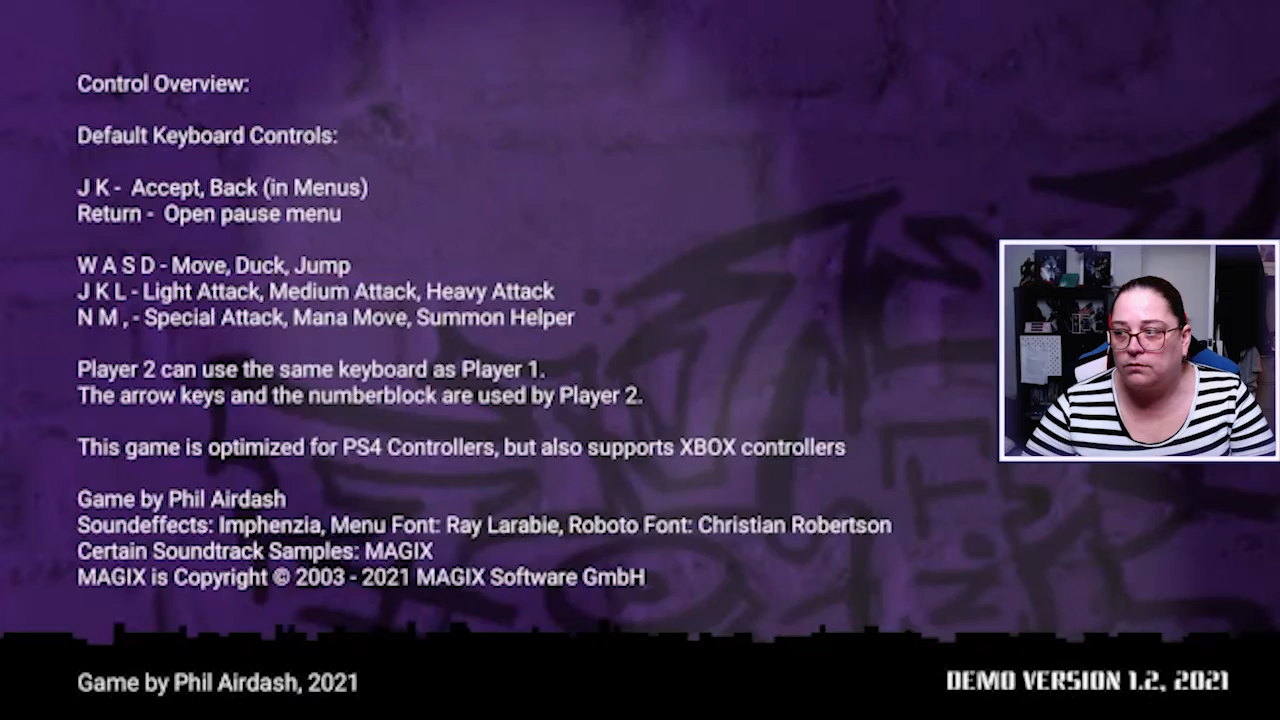 Control Overview:
Default Keyboard Controls:
J K -  Accept, Back (in Menus)
Return -  Open pause menu
W A S D - Move, Duck, Jump
J K L - Light Attack, Medium Attack, Heavy Attack
N M , - Special Attack, Mana Move, Summon Helper
Player 2 can use the same keyboard as Player 1.
The arrow keys and the numberblock are used by Player 2.
This game is optimized for PS4 Controllers, but also supports XBOX controllers
Game by Phil Airdash
Soundeffects: Imphenzia, Menu Font: Ray Larabie, Roboto Font: Christian Robertson
Certain Soundtrack Samples: MAGIX
MAGIX is Copyright © 2003 - 2021 MAGIX Software GmbH
Game by Phil Airdash, 2021
DEMO VERSION 1.2, 2021